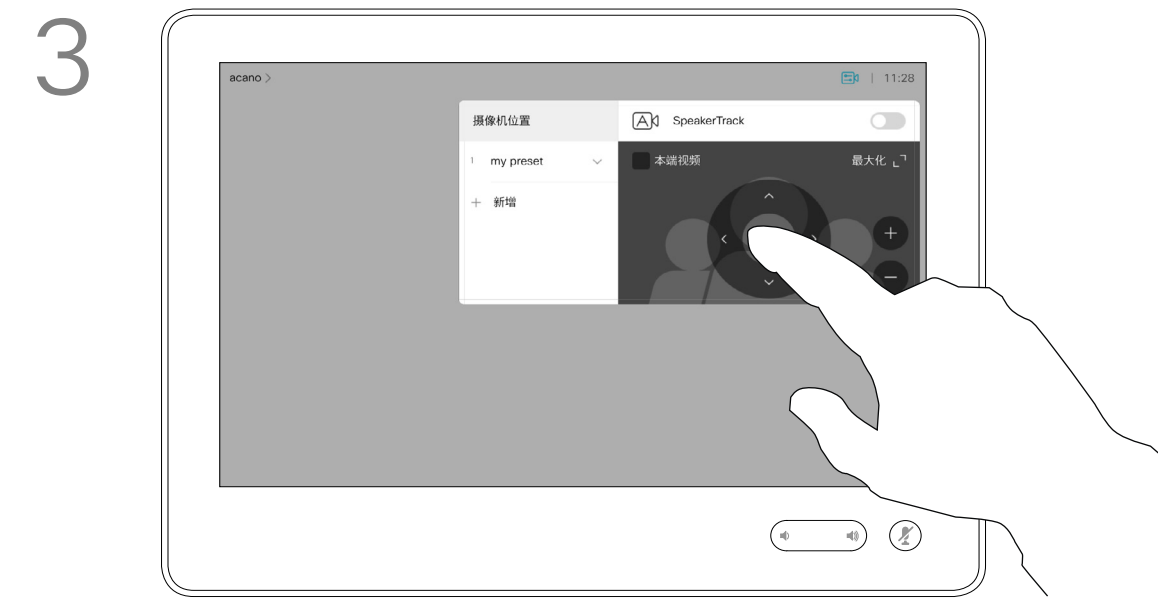 3
acano >
11:28
摄像机位置
SpeakerTrack
1 my preset
本端视频
最大化
+ 新增